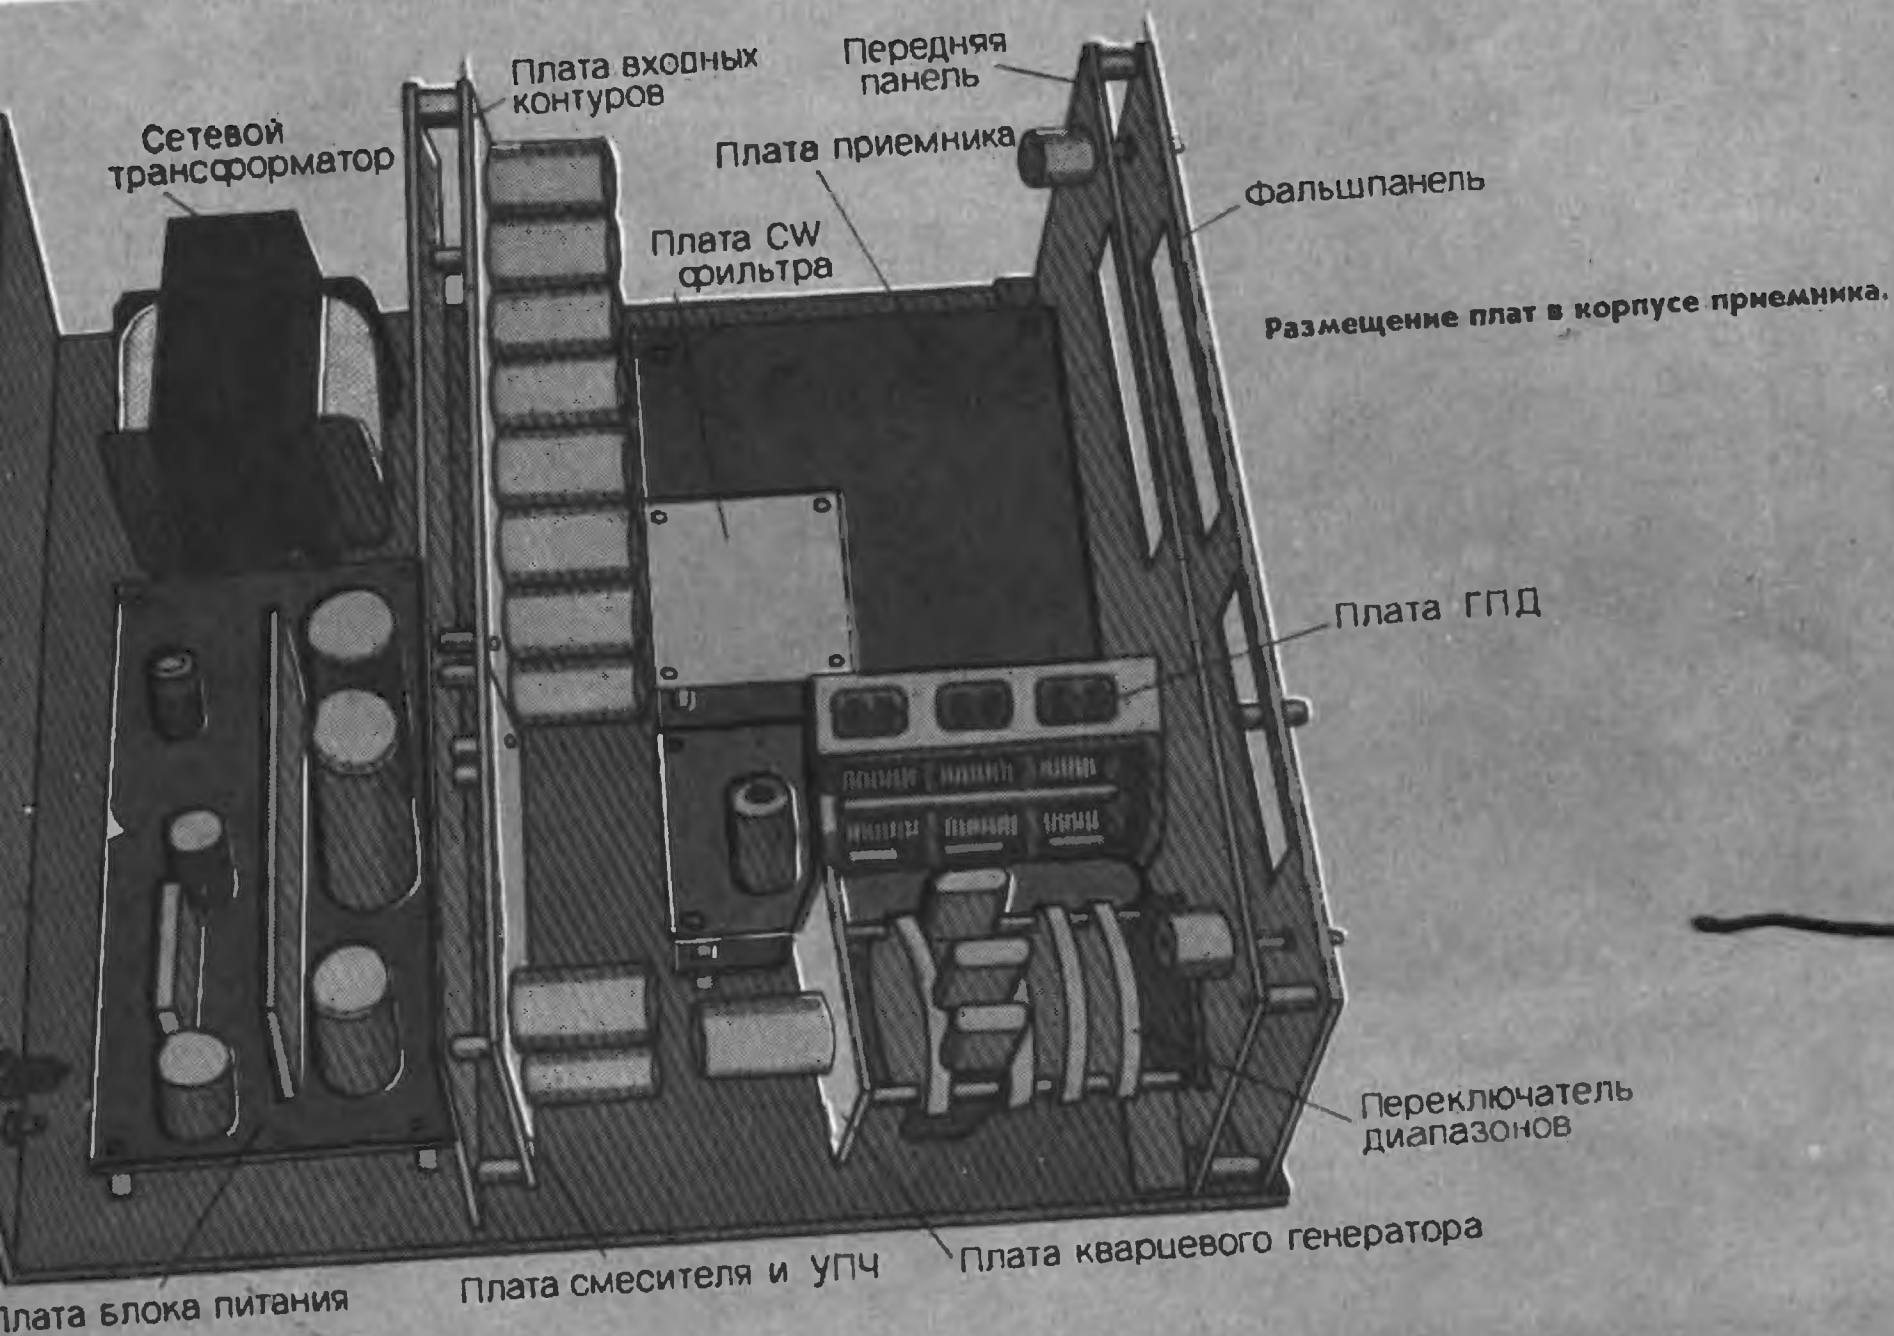 Плата входных
контуров
Передняя
панель
Сетевой
трансформатор
Плата приемника
Фальшпанель
Плата CW
фильтра
Размещение плат в корпусе приемника.
Плата ГПД
Переключатель
диапазонов
Плата кварцевого генератора
Плата смесителя и УПЧ
Плата блока питания